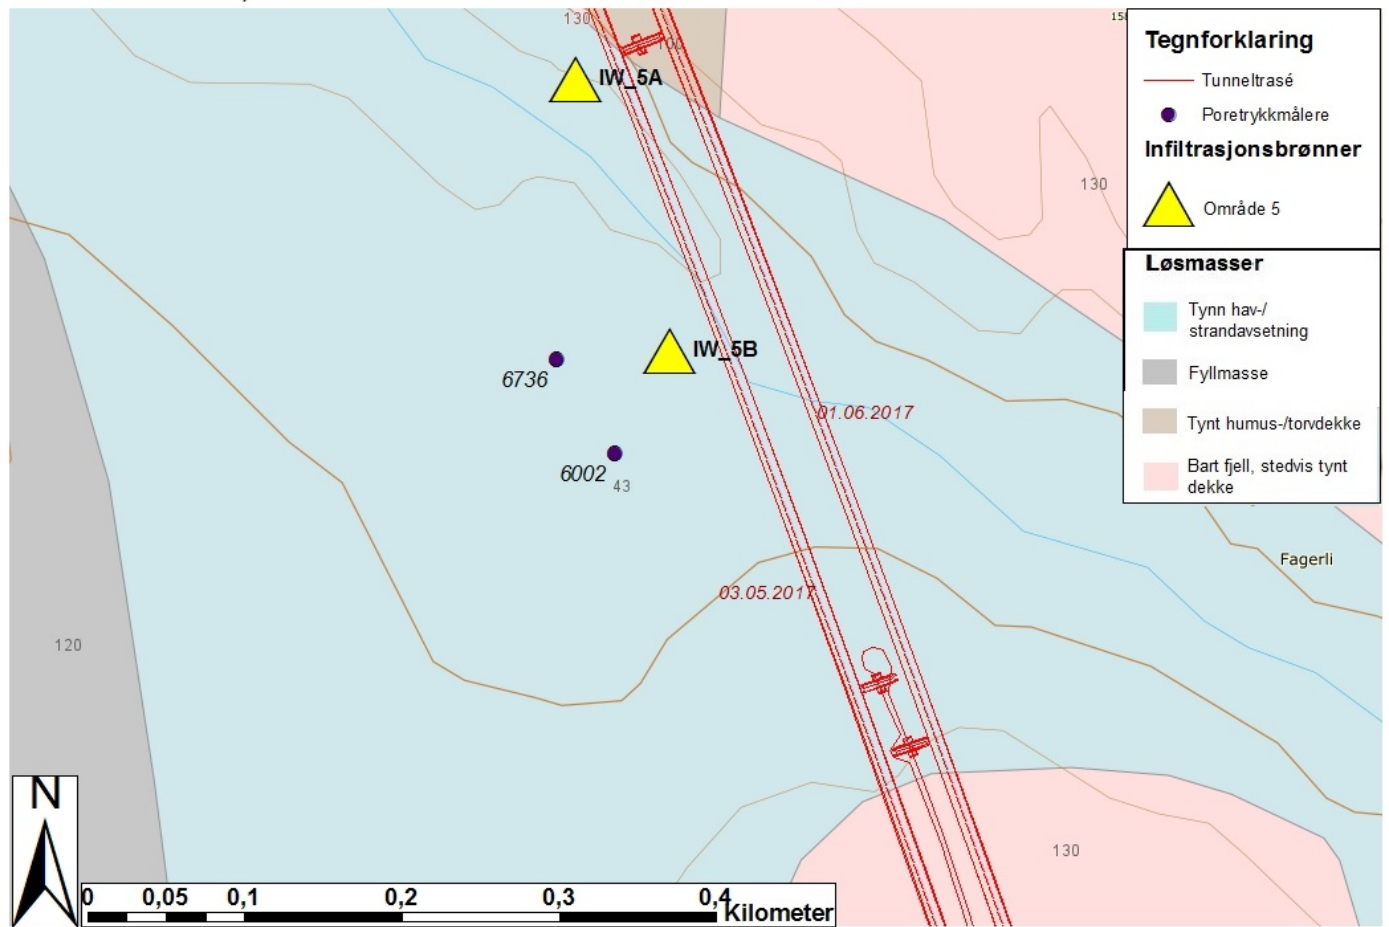 130
100
IW_5A
130
IW_5B
6736
01.06.2017
6002
43
03.05.2017
Fagerli
120
130
N
0 0,05 0,1 0,2 0,3 0,4
Kilometer
Tegnforklaring
Tunneltrasé
Poretrykkmålere
Infiltrasjonsbrønner
Område 5
Løsmasser
Tynn hav-/
strandavsetning
Fyllmasse
Tynt humus-/torvdekke
Bart fjell, stedvis tynt
dekke